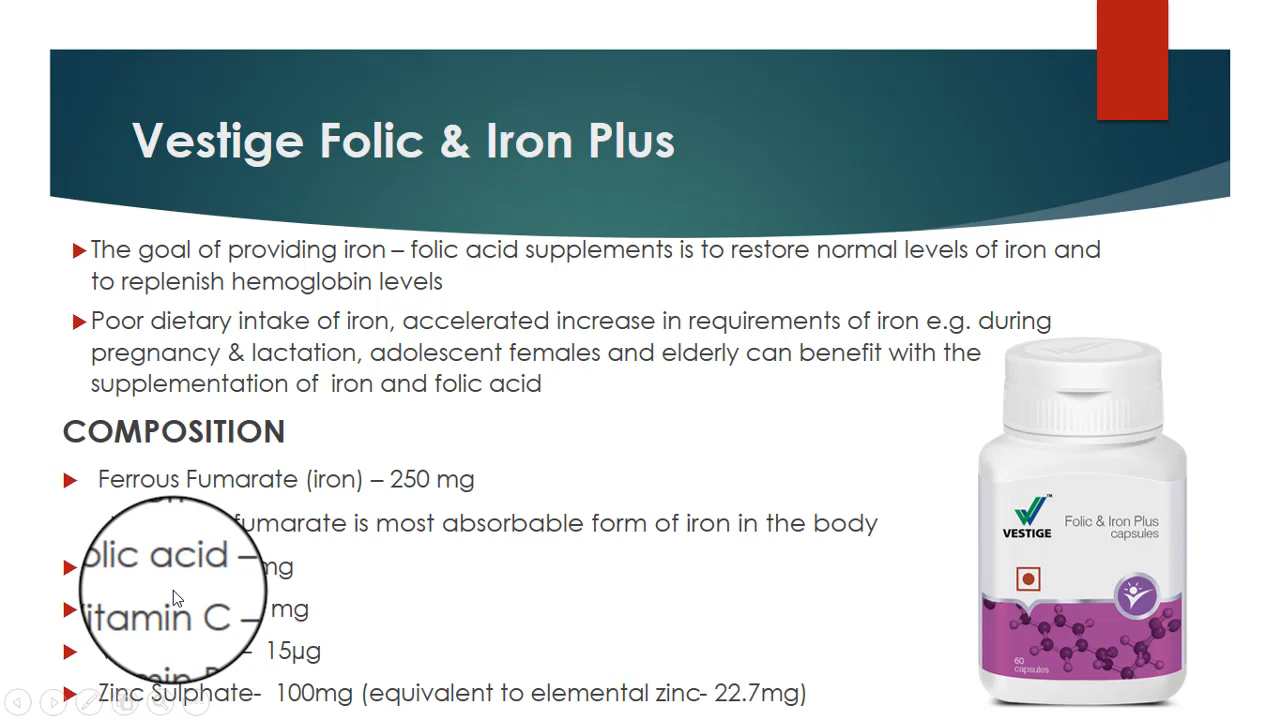 Vestige Folic & Iron Plus
The goal of providing iron – folic acid supplements is to restore normal levels of iron and
to replenish hemoglobin levels
Poor dietary intake of iron, accelerated increase in requirements of iron e.g. during
pregnancy & lactation, adolescent females and elderly can benefit with the
supplementation of iron and folic acid
COMPOSITION
Ferrous Fumarate (iron) – 250 mg
fumarate is most absorbable form of iron in the body
olic acid – mg
itamin C – mg
– 15µg
Zinc Sulphate- 100mg (equivalent to elemental zinc- 22.7mg)
VESTIGE
Folic & Iron Plus
capsules
60
capsules